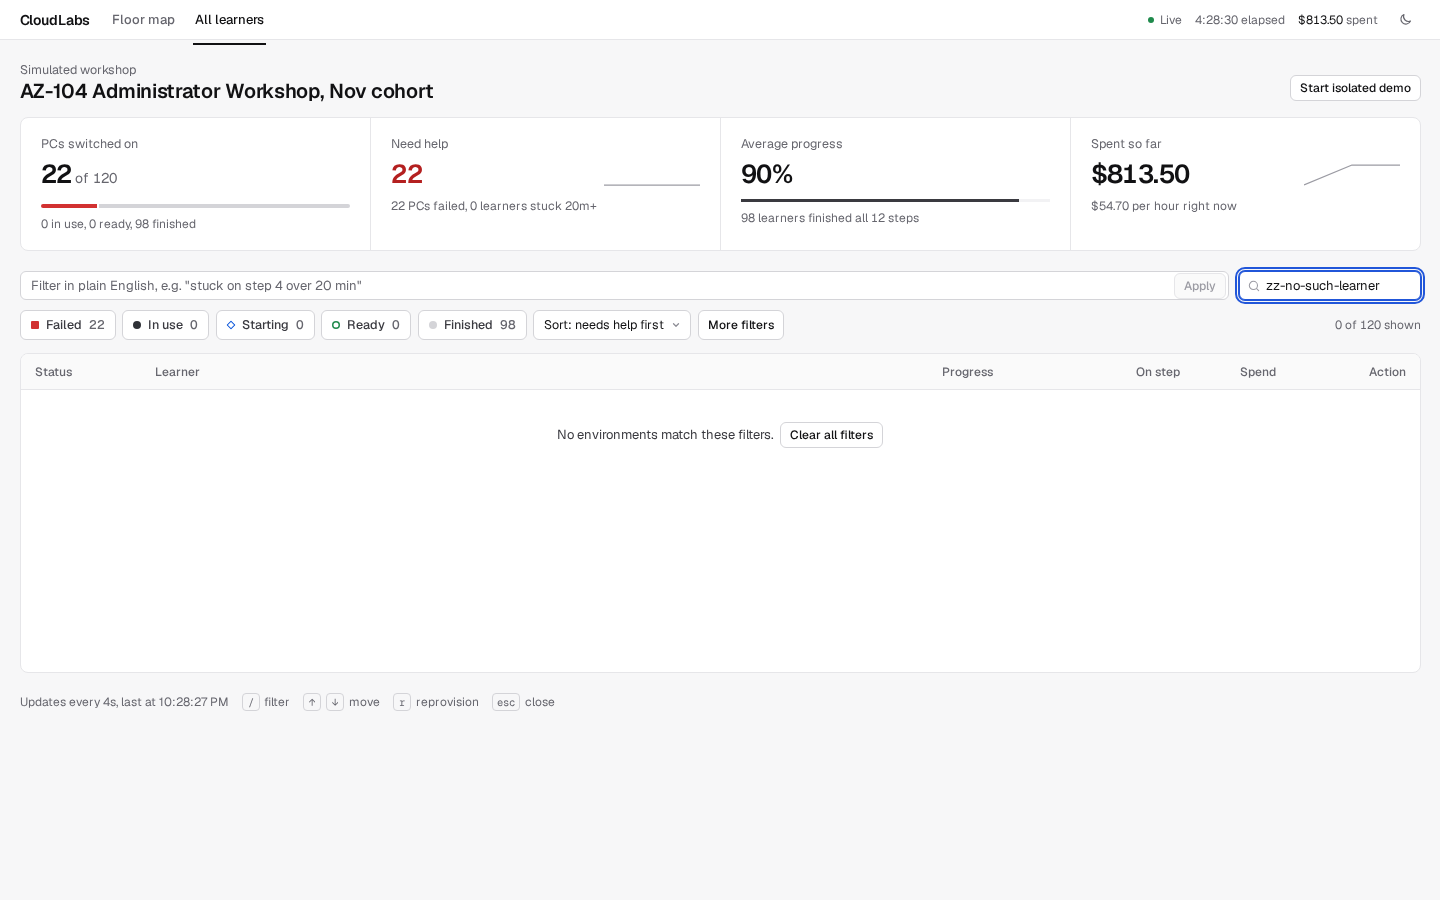 CloudLabs Floor map All learners Live 4:28:30 elapsed $813.50 spent
Simulated workshop
AZ-104 Administrator Workshop, Nov cohort
Start isolated demo
PCs switched on
22 of 120
0 in use, 0 ready, 98 finished
Need help
22
22 PCs failed, 0 learners stuck 20m+
Average progress
90%
98 learners finished all 12 steps
Spent so far
$813.50
$54.70 per hour right now
Filter in plain English, e.g. "stuck on step 4 over 20 min" Apply zz-no-such-learner
Failed 22 In use 0 Starting 0 Ready 0 Finished 98 Sort: needs help first More filters 0 of 120 shown
Status Learner Progress On step Spend Action
No environments match these filters. Clear all filters
Updates every 4s, last at 10:28:27 PM / filter ↑ ↓ move r reprovision esc close